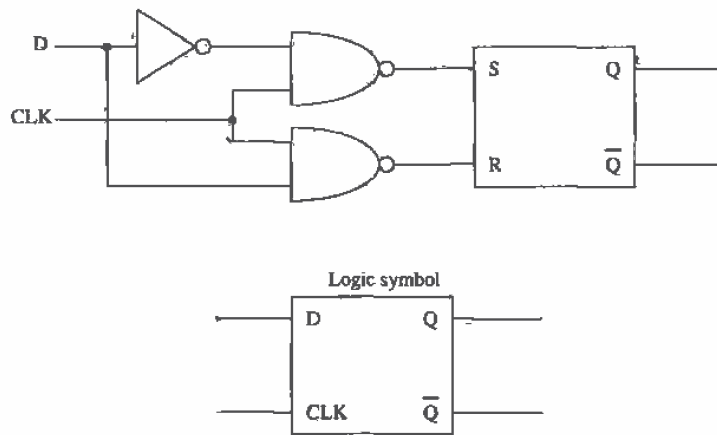 D
CLK
S Q
R Q̅
Logic symbol
D Q
CLK Q̅